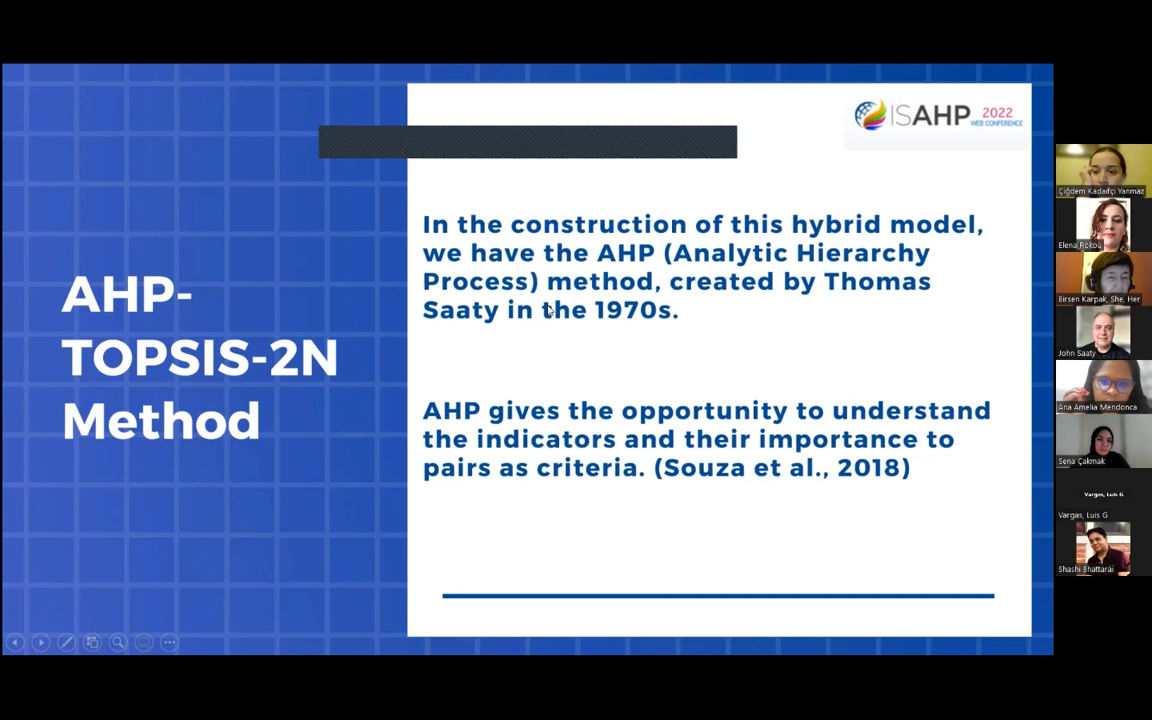 ISAHP 2022
WEB CONFERENCE
AHP-
TOPSIS-2N
Method
In the construction of this hybrid model,
we have the AHP (Analytic Hierarchy
Process) method, created by Thomas
Saaty in the 1970s.
AHP gives the opportunity to understand
the indicators and their importance to
pairs as criteria. (Souza et al., 2018)
Çiğdem Kadaifçi Yanmaz
Elena Rokou
Birsen Karpak, She, Her
John Saaty
Ana Amelia Mendonca
Sena Çakmak
Vargas, Luis G
Vargas, Luis G
Shashi Bhattarai